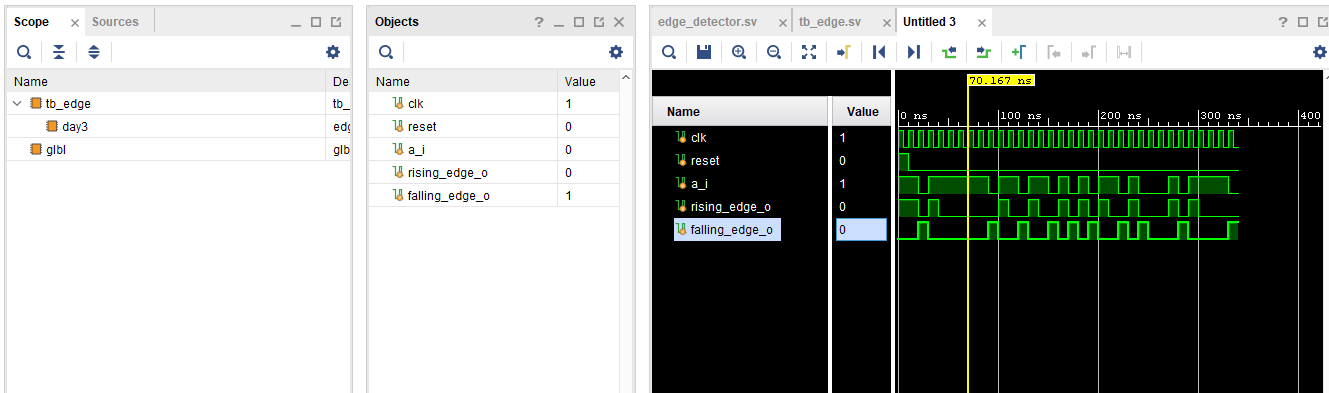 Scope
Sources
Name
De:
tb_edge
tb_
day3
edg
glbl
glb
Objects
?
Name
Value
clk
1
reset
0
a_i
0
rising_edge_o
0
falling_edge_o
1
edge_detector.sv
tb_edge.sv
Untitled 3
?
70.167 ns
Name
Value
0 ns
100 ns
200 ns
300 ns
400
clk
1
reset
0
a_i
1
rising_edge_o
0
falling_edge_o
0